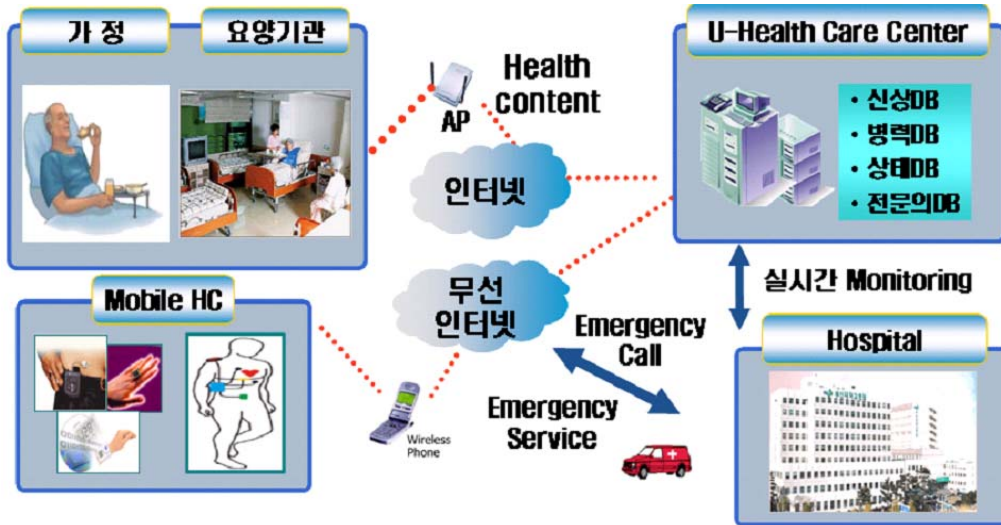 가 정
요양기관
AP
Health
content
인터넷
U-Health Care Center
• 신상DB
• 병력DB
• 상태DB
• 전문의DB
실시간 Monitoring
Mobile HC
무선
인터넷
Wireless
Phone
Emergency
Call
Emergency
Service
Hospital